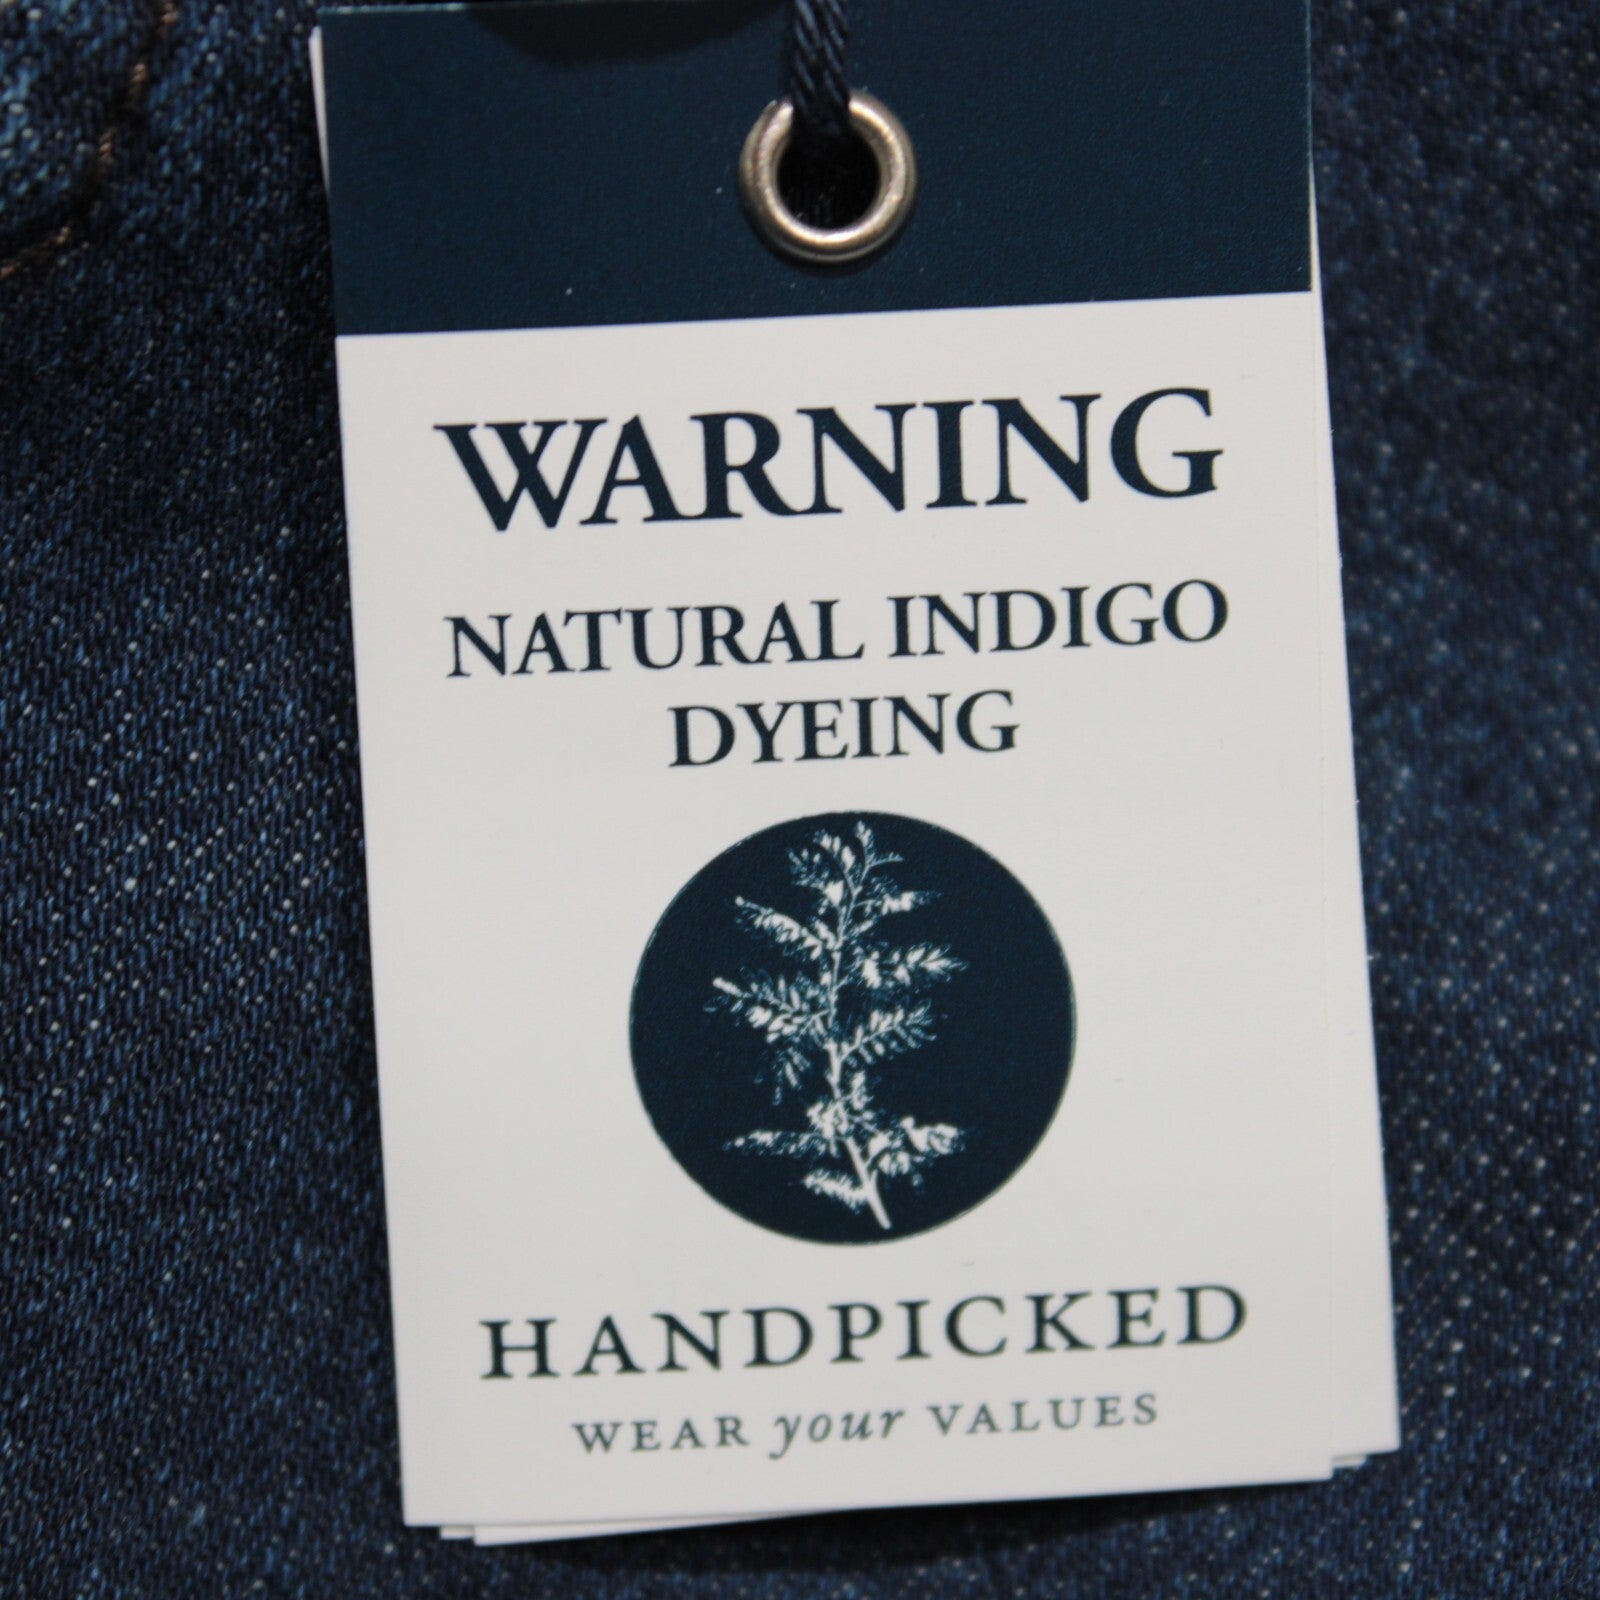 WARNING
NATURAL INDIGO
DYEING
HANDPICKED
WEAR your VALUES